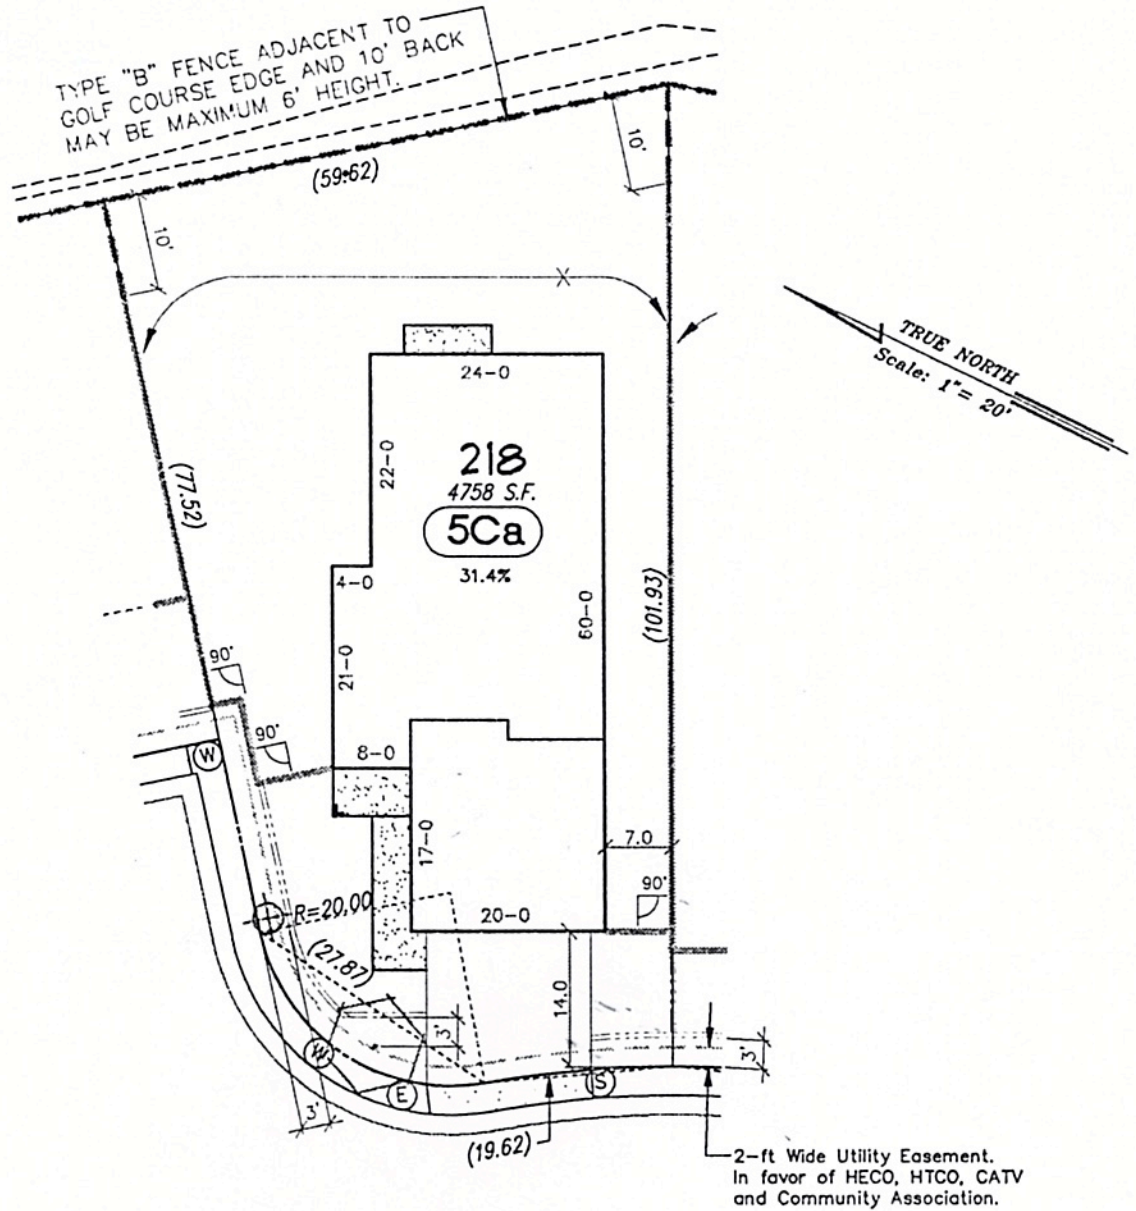 TYPE "B" FENCE ADJACENT TO
GOLF COURSE EDGE AND 10' BACK
MAY BE MAXIMUM 6' HEIGHT.
(59.62)
10'
10'
X
TRUE NORTH
Scale: 1"= 20'
24-0
22-0
218
4758 S.F.
5Ca
31.4%
(77.52)
4-0
60-0
(101.93)
21-0
90°
90°
W
8-0
17-0
7.0
90°
R=20.00
20-0
(27.87)
14.0
3'
3'
W
E
S
3'
(19.62)
2-ft Wide Utility Easement.
In favor of HECO, HTCO, CATV
and Community Association.